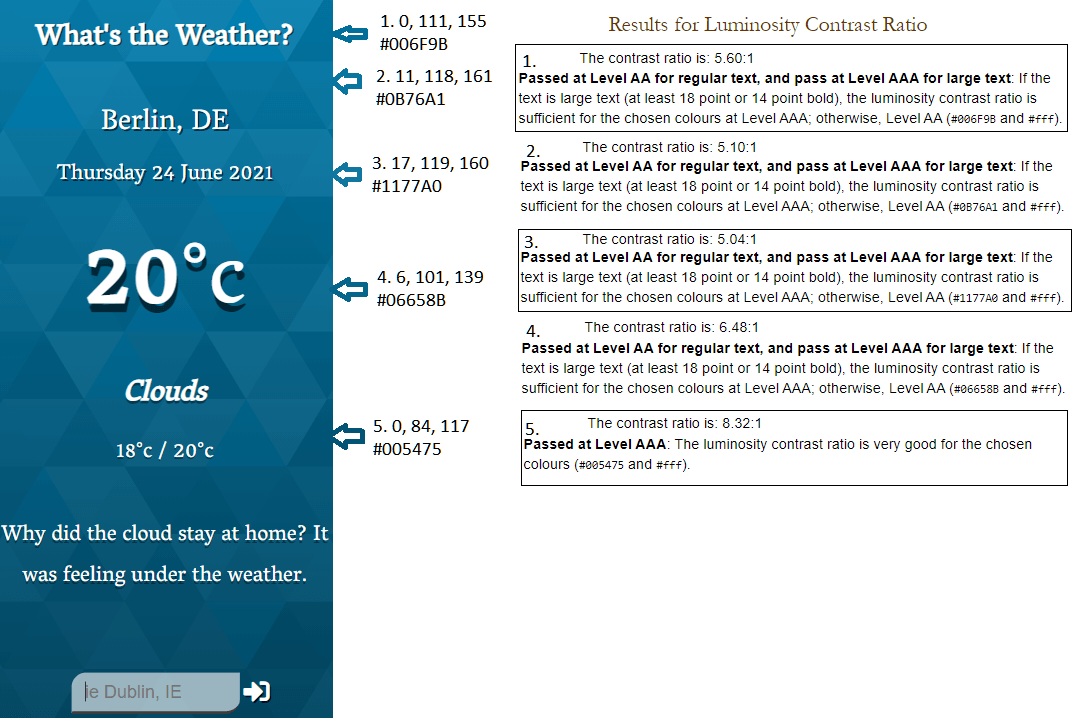 What's the Weather?
Berlin, DE
Thursday 24 June 2021
20°c
Clouds
18°c / 20°c
Why did the cloud stay at home? It
was feeling under the weather.
ie Dublin, IE
1. 0, 111, 155
#006F9B
2. 11, 118, 161
#0B76A1
3. 17, 119, 160
#1177A0
4. 6, 101, 139
#06658B
5. 0, 84, 117
#005475
Results for Luminosity Contrast Ratio
1. The contrast ratio is: 5.60:1
Passed at Level AA for regular text, and pass at Level AAA for large text: If the
text is large text (at least 18 point or 14 point bold), the luminosity contrast ratio is
sufficient for the chosen colours at Level AAA; otherwise, Level AA (#006F9B and #fff).
2. The contrast ratio is: 5.10:1
Passed at Level AA for regular text, and pass at Level AAA for large text: If the
text is large text (at least 18 point or 14 point bold), the luminosity contrast ratio is
sufficient for the chosen colours at Level AAA; otherwise, Level AA (#0B76A1 and #fff).
3. The contrast ratio is: 5.04:1
Passed at Level AA for regular text, and pass at Level AAA for large text: If the
text is large text (at least 18 point or 14 point bold), the luminosity contrast ratio is
sufficient for the chosen colours at Level AAA; otherwise, Level AA (#1177A0 and #fff).
4. The contrast ratio is: 6.48:1
Passed at Level AA for regular text, and pass at Level AAA for large text: If the
text is large text (at least 18 point or 14 point bold), the luminosity contrast ratio is
sufficient for the chosen colours at Level AAA; otherwise, Level AA (#06658B and #fff).
5. The contrast ratio is: 8.32:1
Passed at Level AAA: The luminosity contrast ratio is very good for the chosen
colours (#005475 and #fff).